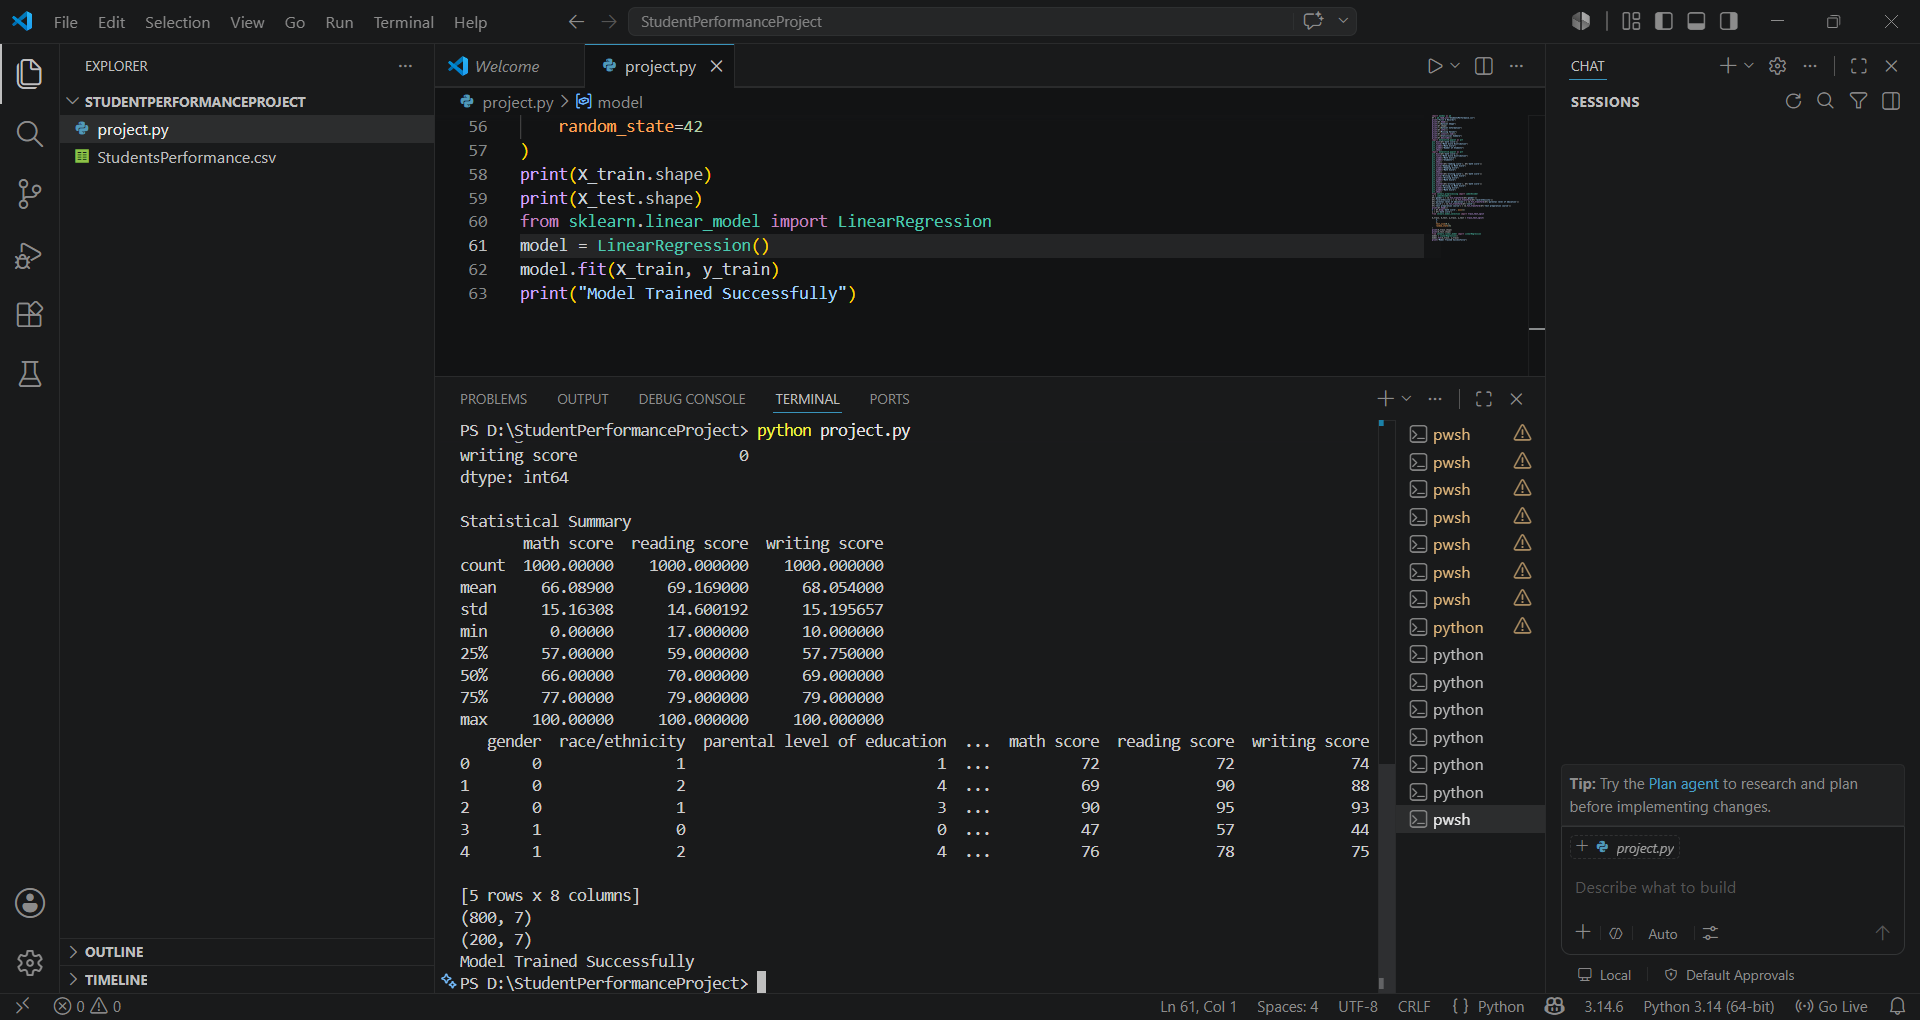 File Edit Selection View Go Run Terminal Help
StudentPerformanceProject
EXPLORER
STUDENTPERFORMANCEPROJECT
project.py
StudentsPerformance.csv
OUTLINE
TIMELINE
Welcome
project.py
project.py > model
56 random_state=42
57 )
58 print(X_train.shape)
59 print(X_test.shape)
60 from sklearn.linear_model import LinearRegression
61 model = LinearRegression()
62 model.fit(X_train, y_train)
63 print("Model Trained Successfully")
PROBLEMS OUTPUT DEBUG CONSOLE TERMINAL PORTS
PS D:\StudentPerformanceProject> python project.py
writing score 0
dtype: int64
Statistical Summary
math score reading score writing score
count 1000.00000 1000.000000 1000.000000
mean 66.08900 69.169000 68.054000
std 15.16308 14.600192 15.195657
min 0.00000 17.000000 10.000000
25% 57.00000 59.000000 57.750000
50% 66.00000 70.000000 69.000000
75% 77.00000 79.000000 79.000000
max 100.00000 100.000000 100.000000
gender race/ethnicity parental level of education ... math score reading score writing score
0 0 1 1 ... 72 72 74
1 0 2 4 ... 69 90 88
2 0 1 3 ... 90 95 93
3 1 0 0 ... 47 57 44
4 1 2 4 ... 76 78 75
[5 rows x 8 columns]
(800, 7)
(200, 7)
Model Trained Successfully
PS D:\StudentPerformanceProject>
pwsh
pwsh
pwsh
pwsh
pwsh
pwsh
pwsh
python
python
python
python
python
python
python
pwsh
CHAT
SESSIONS
Tip: Try the Plan agent to research and plan
before implementing changes.
project.py
Describe what to build
Auto
Local Default Approvals
0 0
Ln 61, Col 1 Spaces: 4 UTF-8 CRLF { } Python 3.14.6 Python 3.14 (64-bit) Go Live